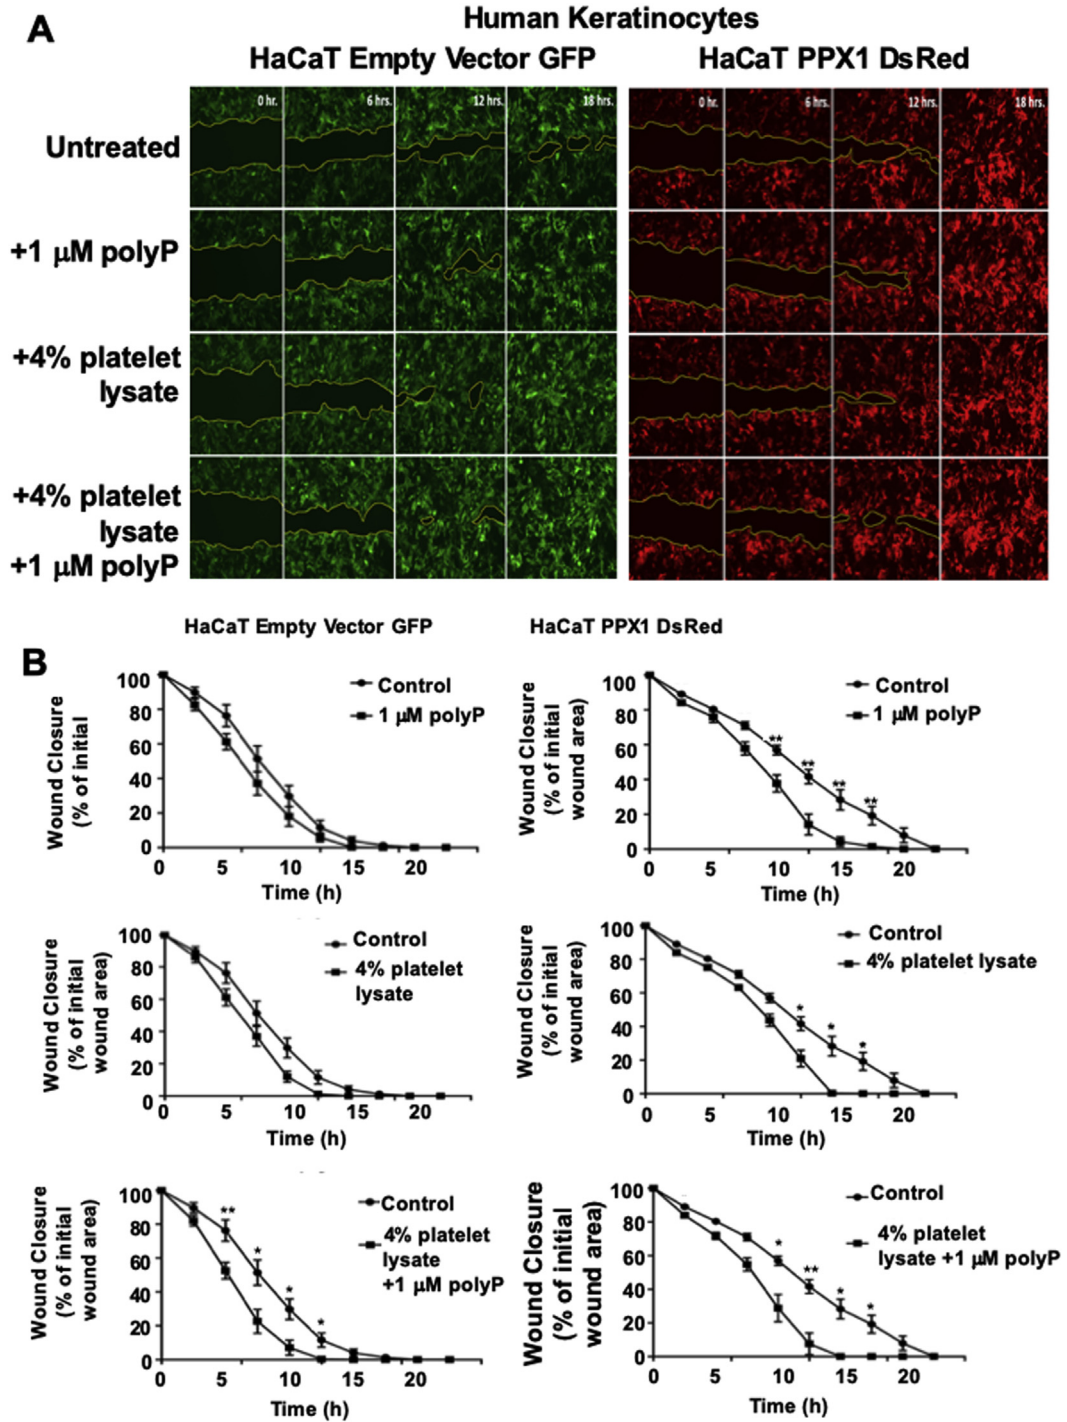 A
Human Keratinocytes
HaCaT Empty Vector GFP
HaCaT PPX1 DsRed
0 hr.
6 hrs.
12 hrs.
18 hrs.
0 hr.
6 hrs.
12 hrs.
18 hrs.
Untreated
+1 μM polyP
+4% platelet
lysate
+4% platelet
lysate
+1 μM polyP
HaCaT Empty Vector GFP
HaCaT PPX1 DsRed
B
Wound Closure
(% of initial
100
80
60
40
20
0
0 5 10 15 20
Time (h)
Control
1 μM polyP
Wound Closure
(% of initial
wound area)
100
80
60
40
20
0
0 5 10 15 20
Time (h)
Control
1 μM polyP
**
**
**
**
Wound Closure
(% of initial
wound area)
100
80
60
40
20
0
0 5 10 15 20
Time (h)
Control
4% platelet
lysate
Wound Closure
(% of initial
wound area)
100
80
60
40
20
0
0 5 10 15 20
Time (h)
Control
4% platelet lysate
*
*
*
Wound Closure
(% of initial
wound area)
100
80
60
40
20
0
0 5 10 15 20
Time (h)
Control
4% platelet
lysate
+1 μM polyP
**
*
*
*
Wound Closure
(% of initial
wound area)
100
80
60
40
20
0
0 5 10 15 20
Time (h)
Control
4% platelet
lysate +1 μM polyP
*
**
*
*